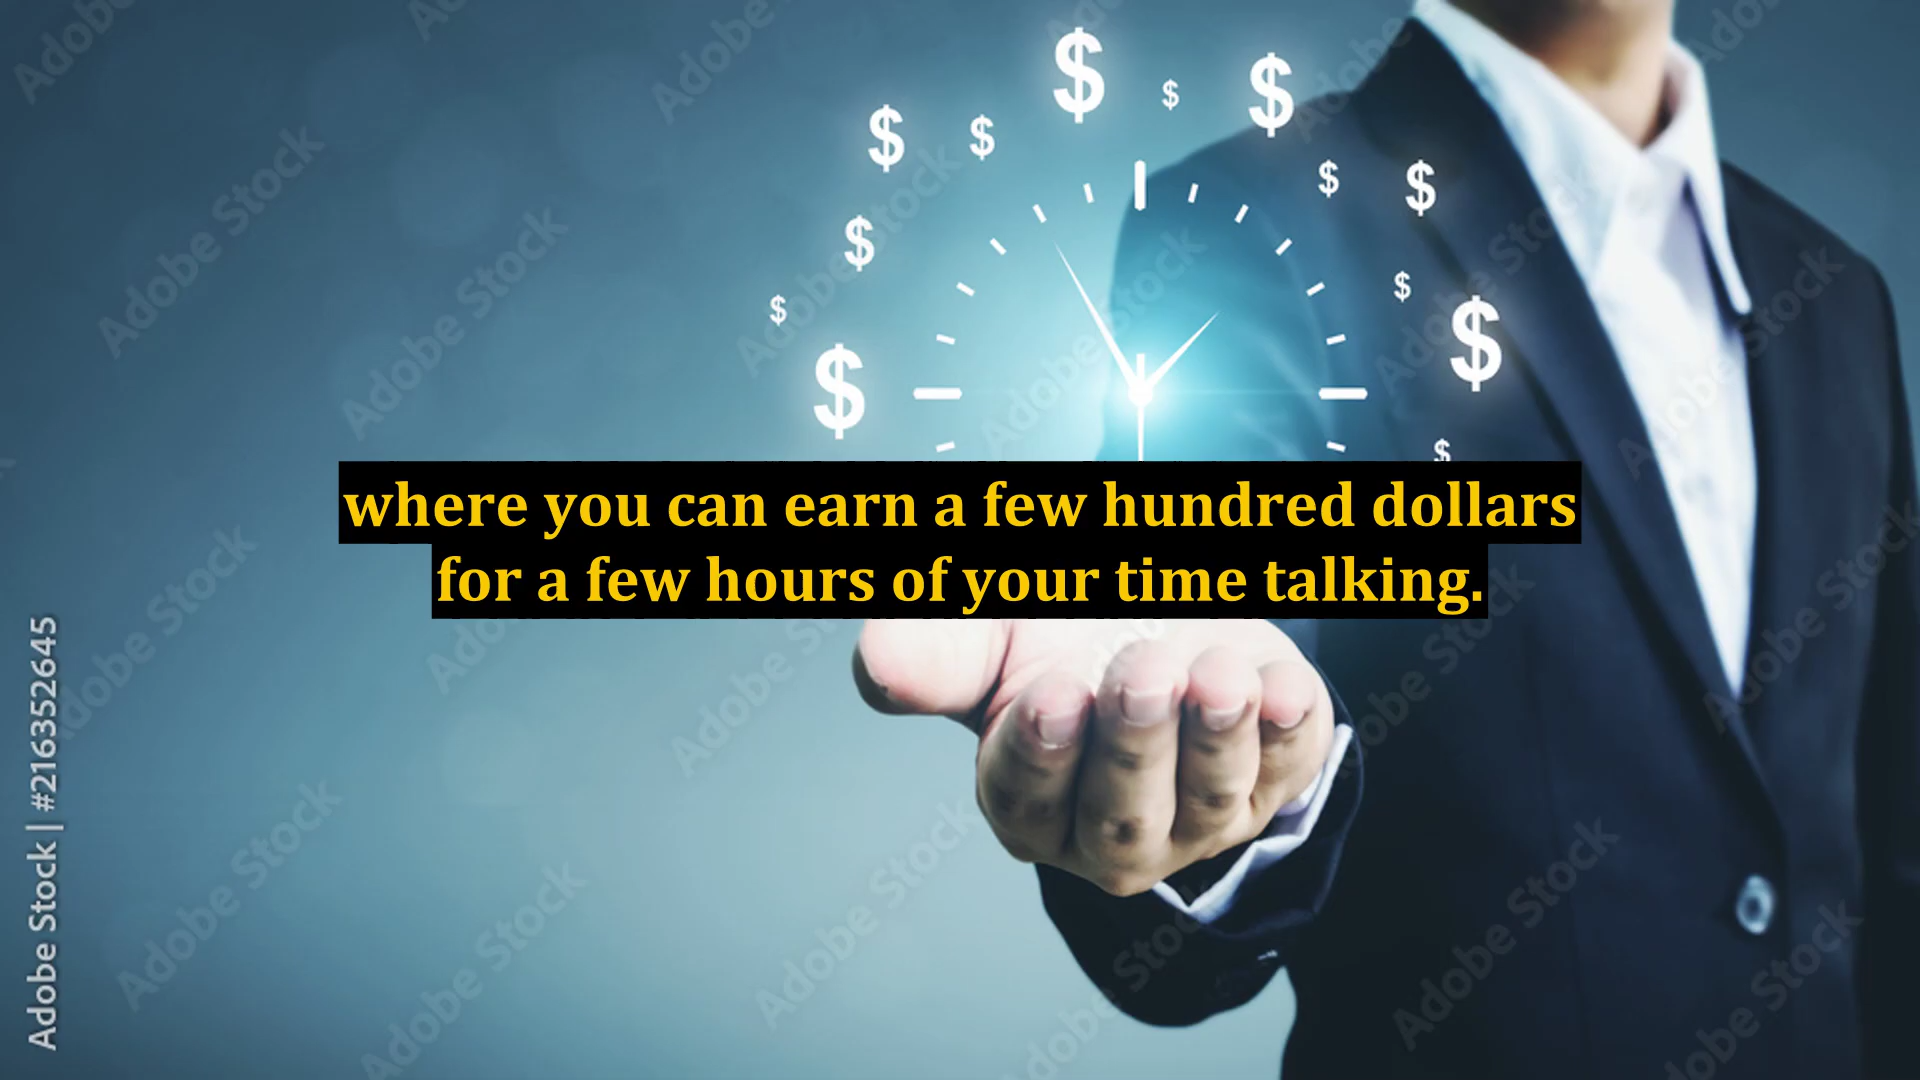 where you can earn a few hundred dollars
for a few hours of your time talking.
Adobe Stock | #216352645